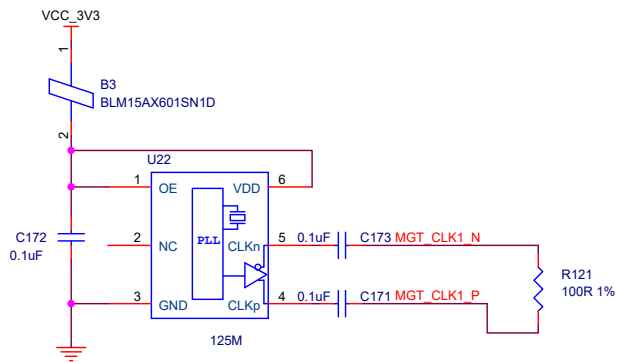 VCC_3V3
1
B3
BLM15AX601SN1D
2
U22
1 OE VDD 6
C172
0.1uF
2 NC PLL CLKn 5 0.1uF C173 MGT_CLK1_N
R121
100R 1%
3 GND CLKp 4 0.1uF C171 MGT_CLK1_P
125M